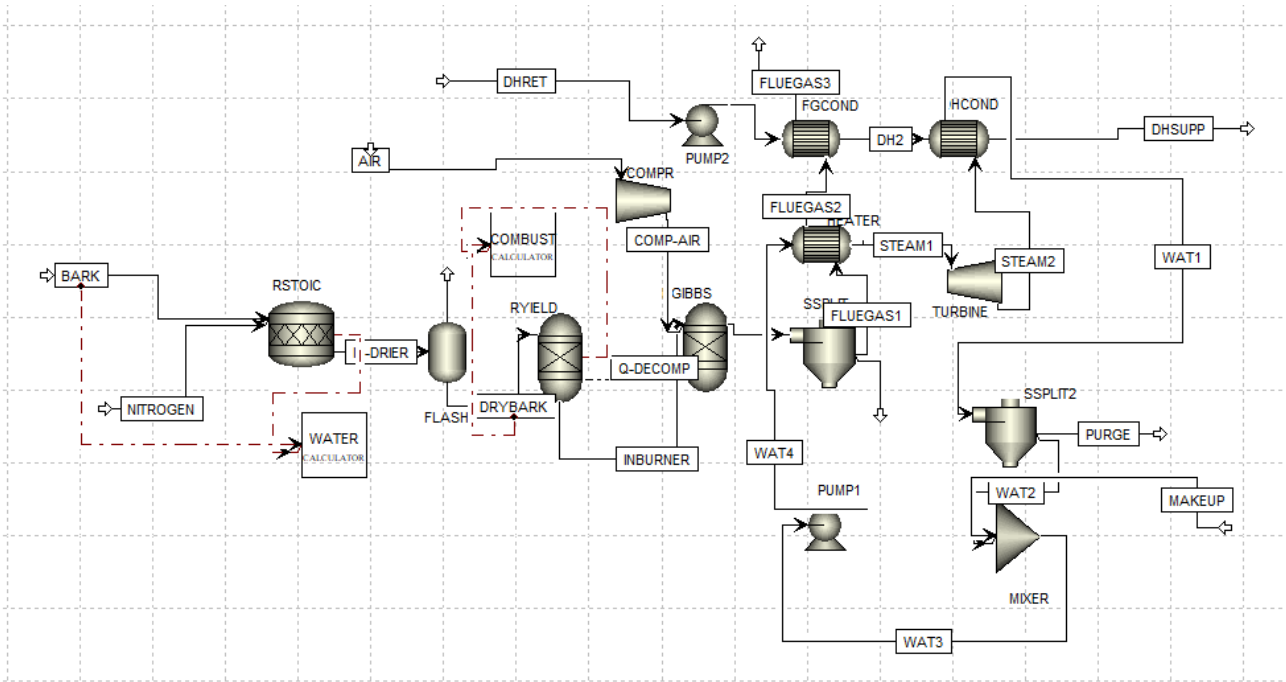 FLUEGAS3
DHRET
FGCOND
HCOND
DH2
DHSUPP
PUMP2
AIR
COMPR
FLUEGAS2
HEATER
STEAM1
COMBUST
CALCULATOR
COMP-AIR
STEAM2
WAT1
BARK
RSTOIC
RYIELD
GIBBS
FLUEGAS1
TURBINE
-DRIER
Q-DECOMP
NITROGEN
FLASH
DRYBARK
SSPLIT2
WATER
CALCULATOR
PURGE
INBURNER
WAT4
PUMP1
WAT2
MAKEUP
MIXER
WAT3